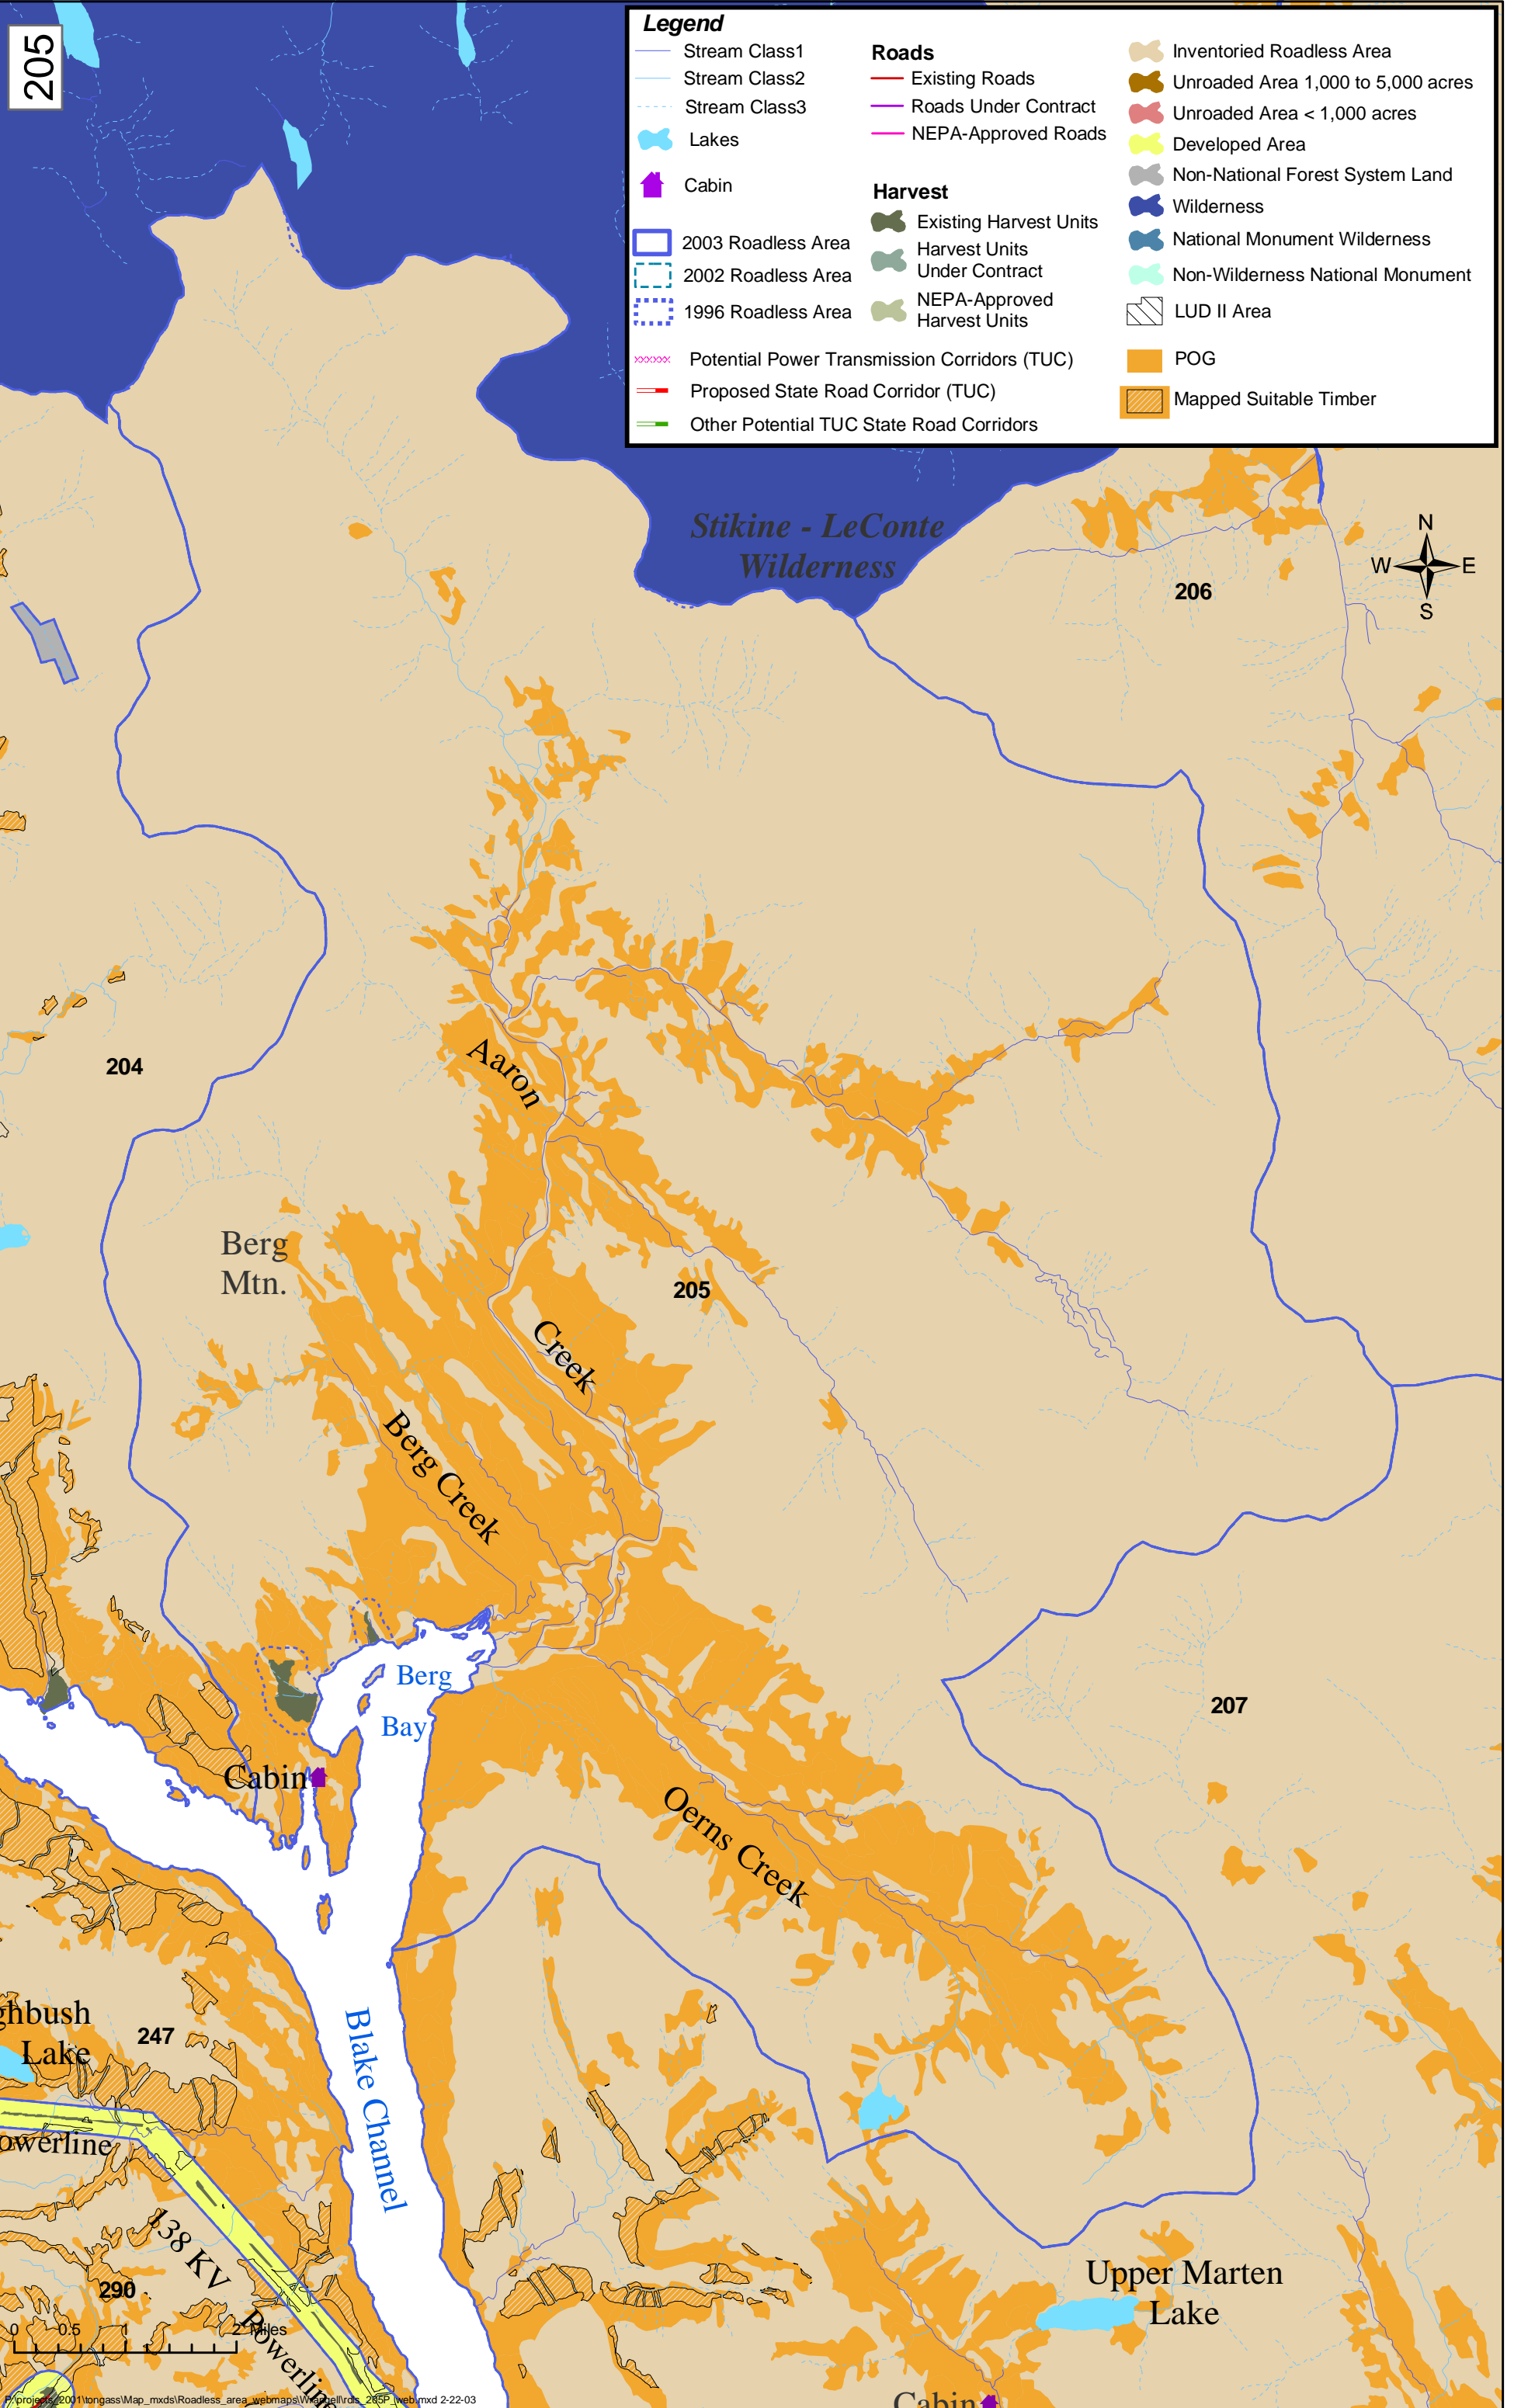 205
Legend
Stream Class1
Stream Class2
Stream Class3
Lakes
Cabin
2003 Roadless Area
2002 Roadless Area
1996 Roadless Area
Potential Power Transmission Corridors (TUC)
Proposed State Road Corridor (TUC)
Other Potential TUC State Road Corridors
Roads
Existing Roads
Roads Under Contract
NEPA-Approved Roads
Harvest
Existing Harvest Units
Harvest Units
Under Contract
NEPA-Approved
Harvest Units
Inventoried Roadless Area
Unroaded Area 1,000 to 5,000 acres
Unroaded Area < 1,000 acres
Developed Area
Non-National Forest System Land
Wilderness
National Monument Wilderness
Non-Wilderness National Monument
LUD II Area
POG
Mapped Suitable Timber
Stikine - LeConte
Wilderness
N
W E
S
206
204
Aaron
Creek
Berg
Mtn.
205
Berg Creek
Berg
Bay
207
Cabin
Oerns Creek
ghbush
Lake
247
Blake Channel
owerline
138 KV
Powerline
290
0 0.5 1 2 Miles
Upper Marten
Lake
Cabin